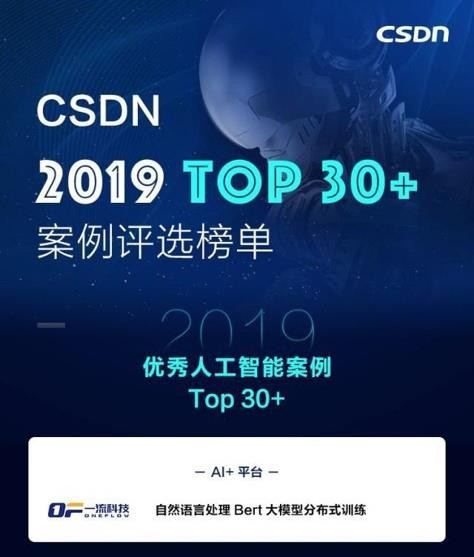 CSDN
CSDN
2019 TOP 30+
案例评选榜单
2019
优秀人工智能案例
Top 30+
— AI+ 平台 —
OF 一流科技
ONEFLOW
自然语言处理 Bert 大模型分布式训练